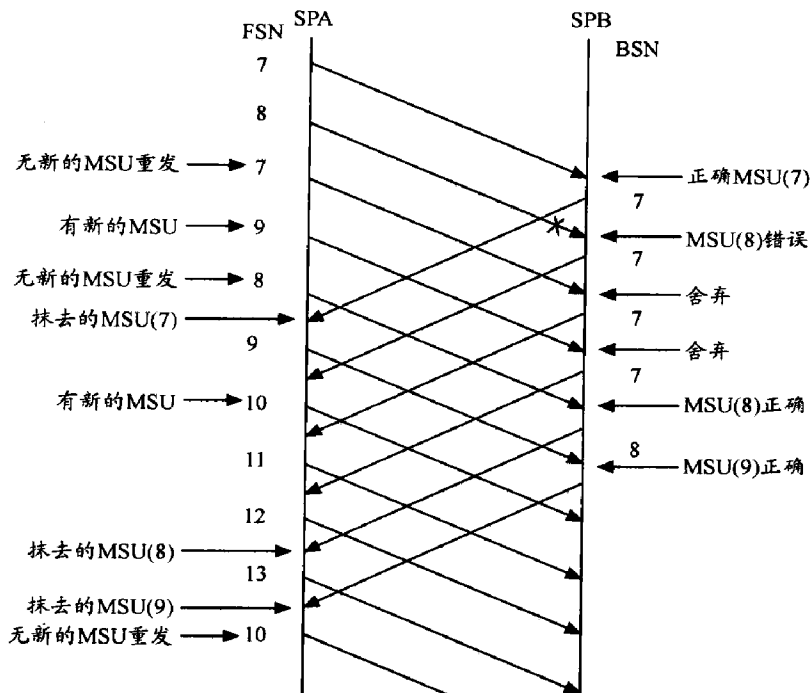 SPA SPB
FSN BSN
7
8
无新的MSU重发 7 正确MSU(7)
7
有新的MSU 9 MSU(8)错误
7
无新的MSU重发 8 舍弃
抹去的MSU(7) 7
9 舍弃
7
有新的MSU 10 MSU(8)正确
11 8 MSU(9)正确
12
抹去的MSU(8)
13
抹去的MSU(9)
无新的MSU重发 10